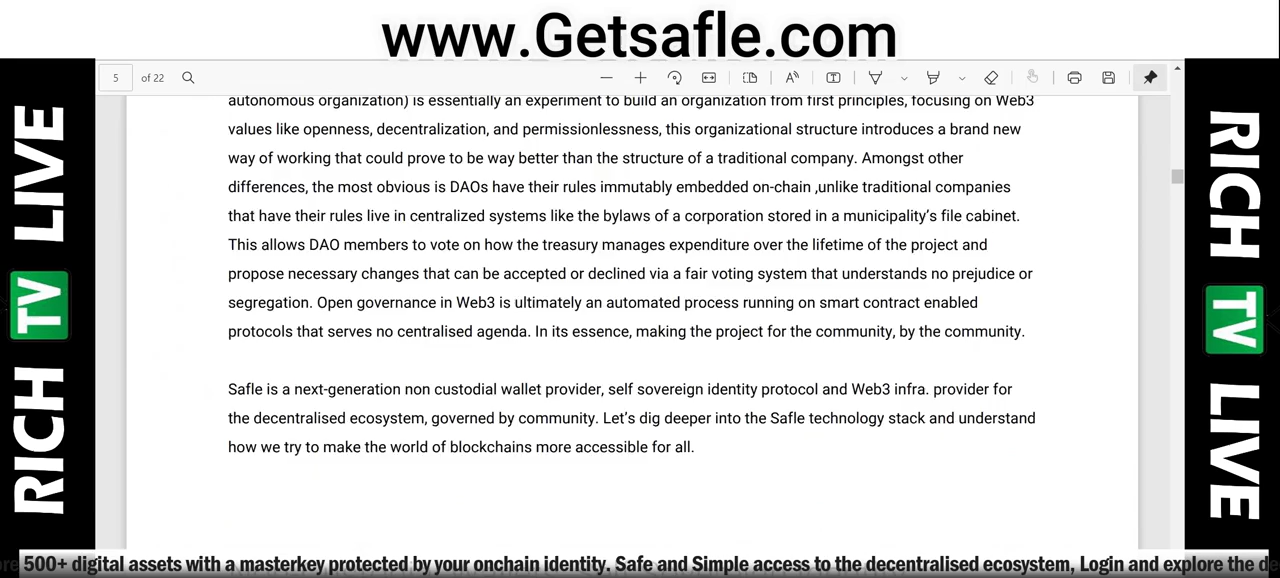 www.Getsafle.com
5 of 22
autonomous organization) is essentially an experiment to build an organization from first principles, focusing on Web3
values like openness, decentralization, and permissionlessness, this organizational structure introduces a brand new
way of working that could prove to be way better than the structure of a traditional company. Amongst other
differences, the most obvious is DAOs have their rules immutably embedded on-chain ,unlike traditional companies
that have their rules live in centralized systems like the bylaws of a corporation stored in a municipality’s file cabinet.
This allows DAO members to vote on how the treasury manages expenditure over the lifetime of the project and
propose necessary changes that can be accepted or declined via a fair voting system that understands no prejudice or
segregation. Open governance in Web3 is ultimately an automated process running on smart contract enabled
protocols that serves no centralised agenda. In its essence, making the project for the community, by the community.
Safle is a next-generation non custodial wallet provider, self sovereign identity protocol and Web3 infra. provider for
the decentralised ecosystem, governed by community. Let’s dig deeper into the Safle technology stack and understand
how we try to make the world of blockchains more accessible for all.
RICH TV LIVE
RICH TV LIVE
500+ digital assets with a masterkey protected by your onchain identity. Safe and Simple access to the decentralised ecosystem, Login and explore the